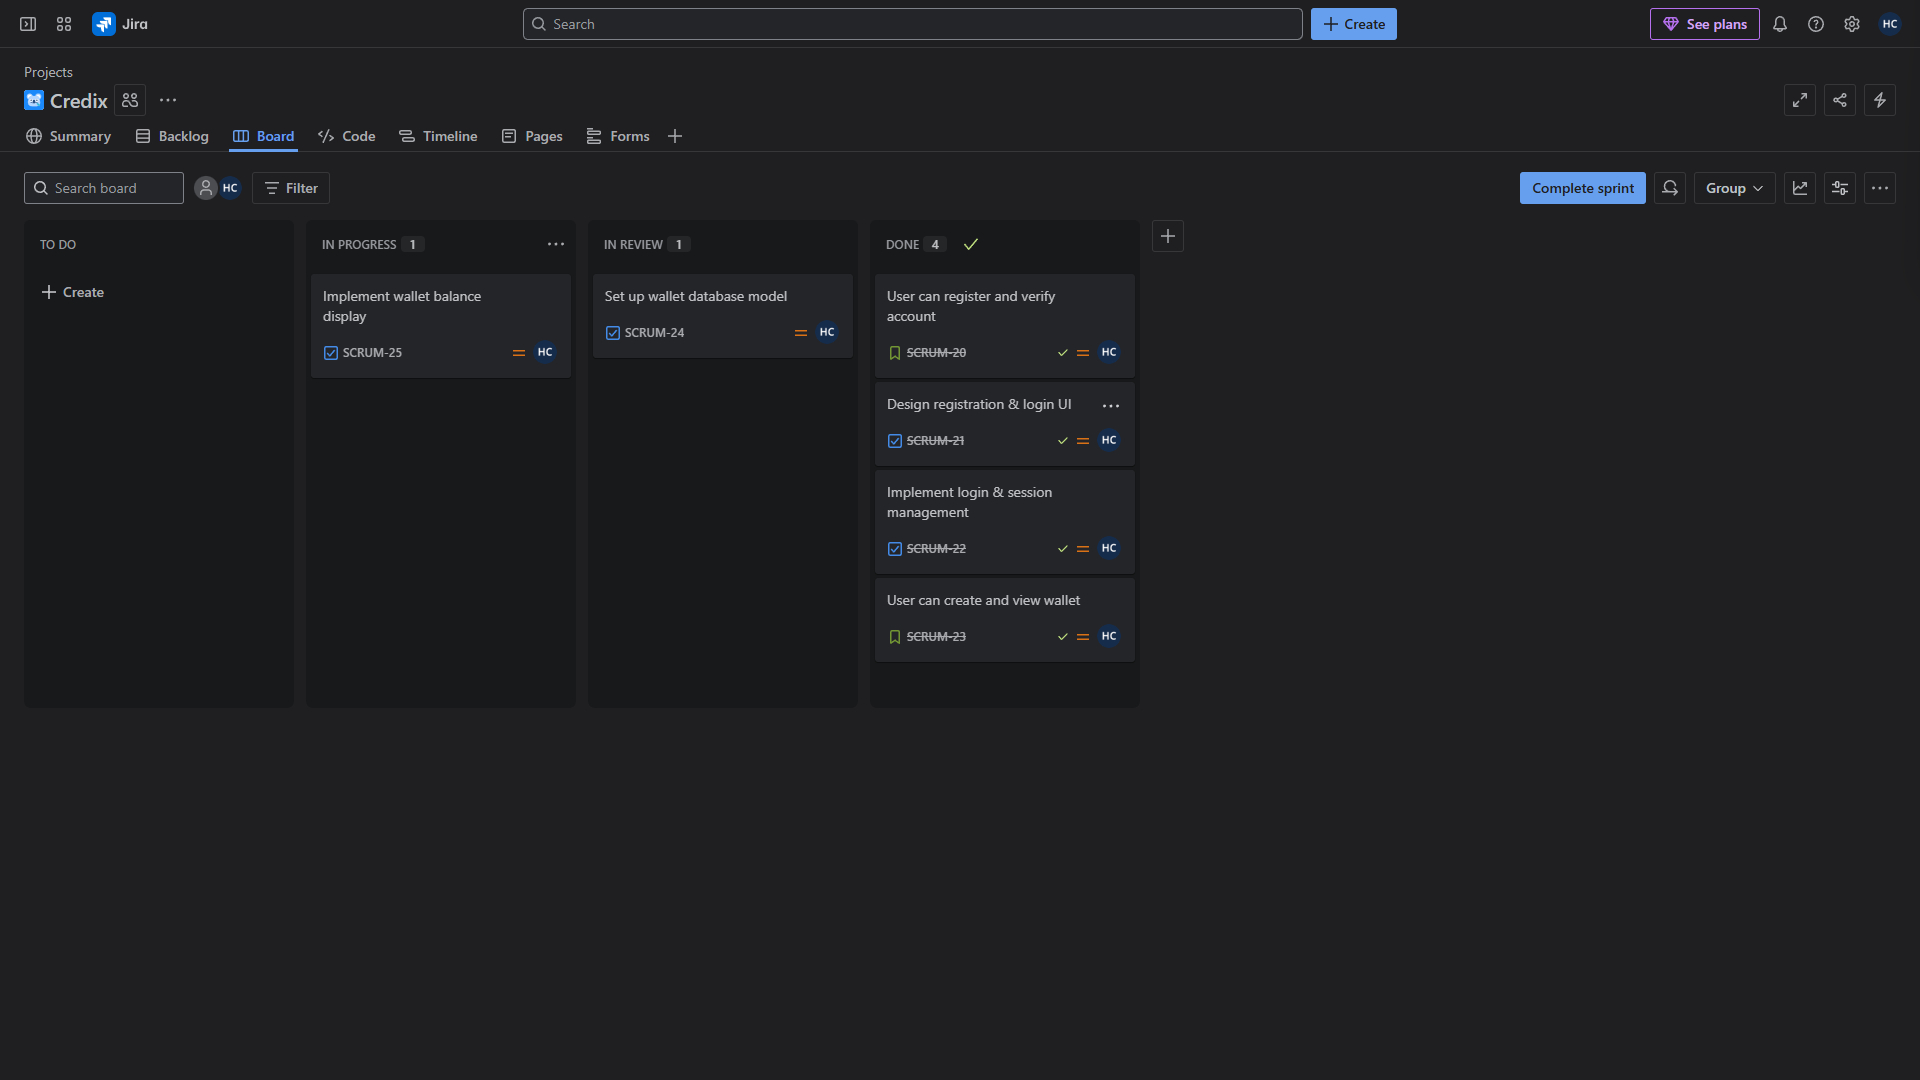 Jira
Search
Create
See plans
HC
Projects
Credix
Summary
Backlog
Board
Code
Timeline
Pages
Forms
Search board
HC
Filter
Complete sprint
Group
TO DO
Create
IN PROGRESS 1
Implement wallet balance
display
SCRUM-25
HC
IN REVIEW 1
Set up wallet database model
SCRUM-24
HC
DONE 4
User can register and verify
account
SCRUM-20
HC
Design registration & login UI
SCRUM-21
HC
Implement login & session
management
SCRUM-22
HC
User can create and view wallet
SCRUM-23
HC